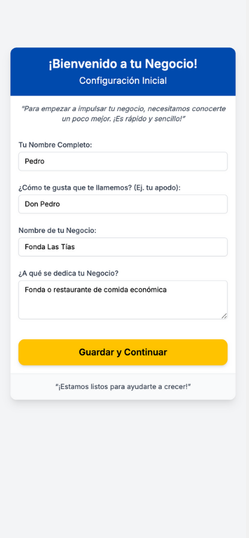 ¡Bienvenido a tu Negocio!
Configuración Inicial
"Para empezar a impulsar tu negocio, necesitamos conocerte
un poco mejor. ¡Es rápido y sencillo!"
Tu Nombre Completo:
Pedro
¿Cómo te gusta que te llamemos? (Ej. tu apodo):
Don Pedro
Nombre de tu Negocio:
Fonda Las Tías
¿A qué se dedica tu Negocio?
Fonda o restaurante de comida económica
Guardar y Continuar
"¡Estamos listos para ayudarte a crecer!"